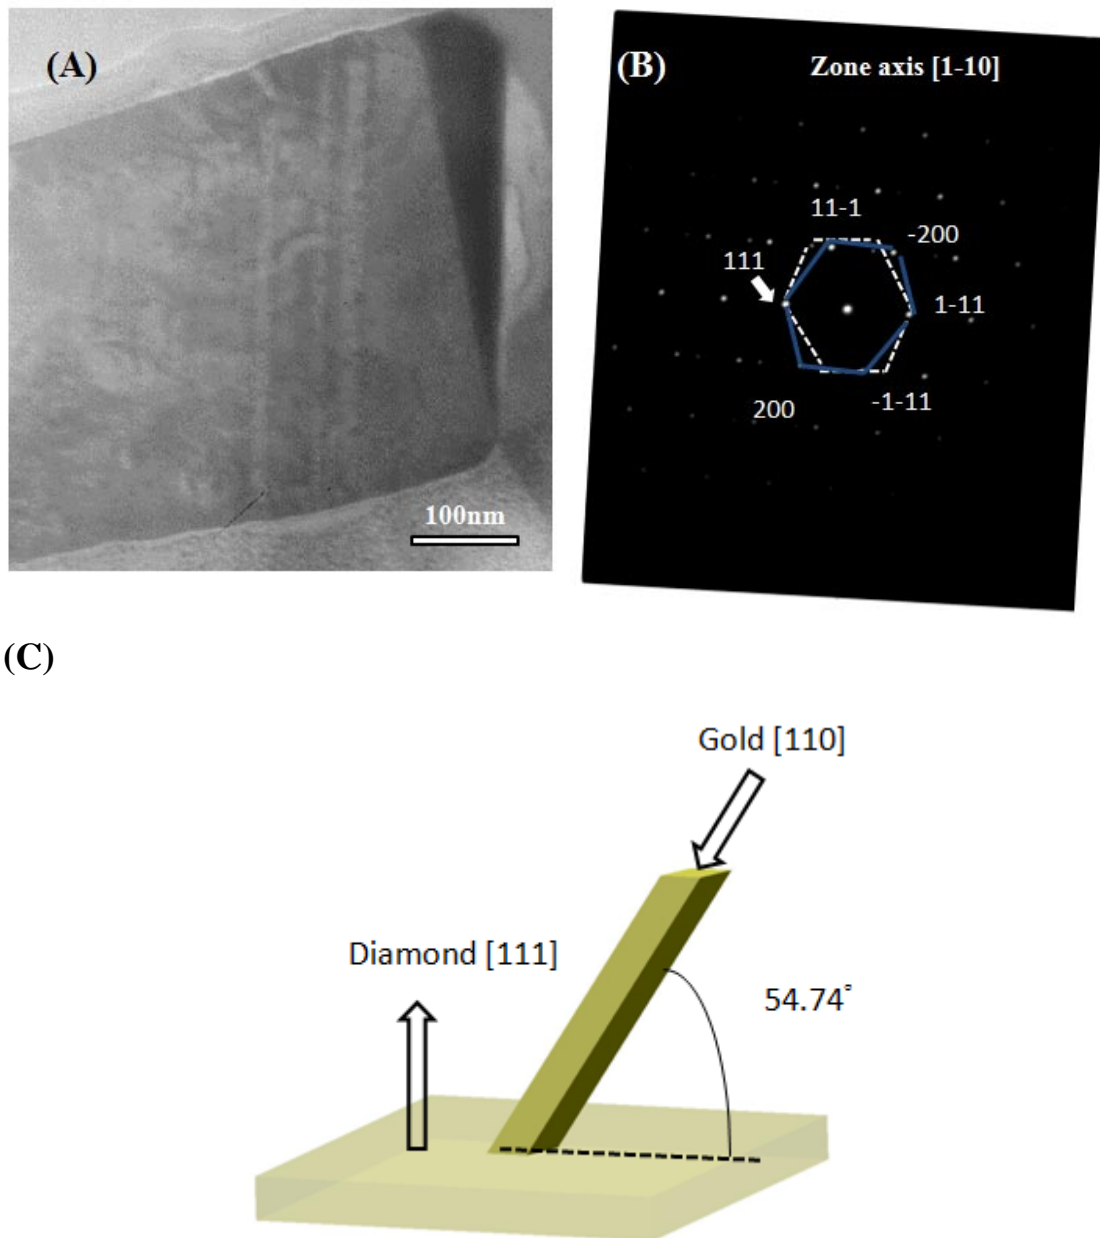 (A)
100nm
(B)
Zone axis [1-10]
11-1
-200
111
1-11
200
-1-11
(C)
Gold [110]
Diamond [111]
54.74°